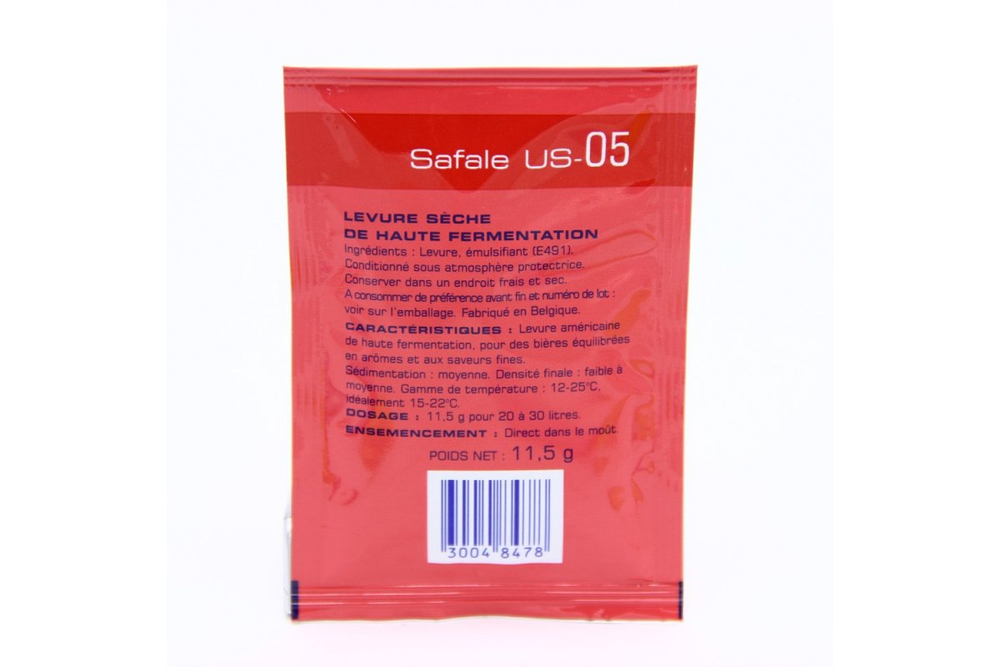 Safale US-05
LEVURE SÈCHE
DE HAUTE FERMENTATION
Ingrédients : Levure, émulsifiant (E491).
Conditionné sous atmosphère protectrice.
Conserver dans un endroit frais et sec.
A consommer de préférence avant fin et numéro de lot :
voir sur l'emballage. Fabriqué en Belgique.
CARACTÉRISTIQUES : Levure américaine
de haute fermentation, pour des bières équilibrées
en arômes et aux saveurs fines.
Sédimentation : moyenne. Densité finale : faible à
moyenne. Gamme de température : 12-25°C,
idéalement 15-22°C.
DOSAGE : 11,5 g pour 20 à 30 litres.
ENSEMENCEMENT : Direct dans le moût.
POIDS NET : 11,5 g
3004 8478